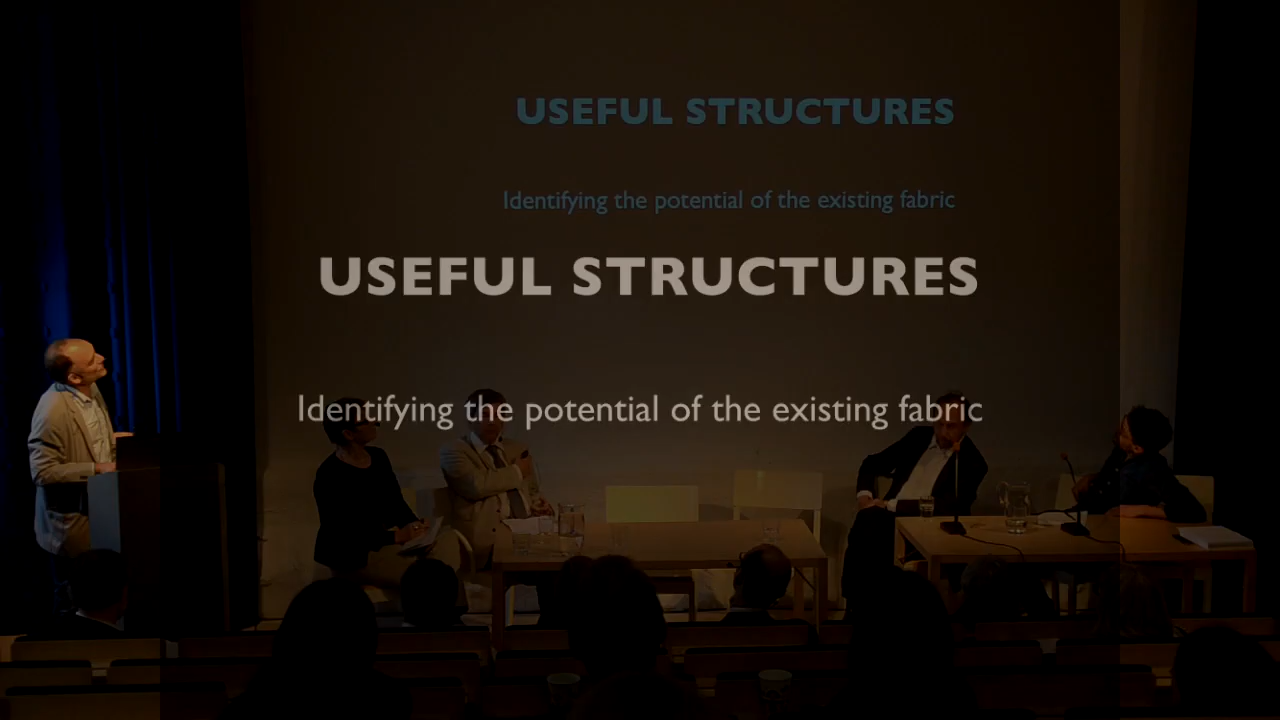 USEFUL STRUCTURES
Identifying the potential of the existing fabric
USEFUL STRUCTURES
Identifying the potential of the existing fabric